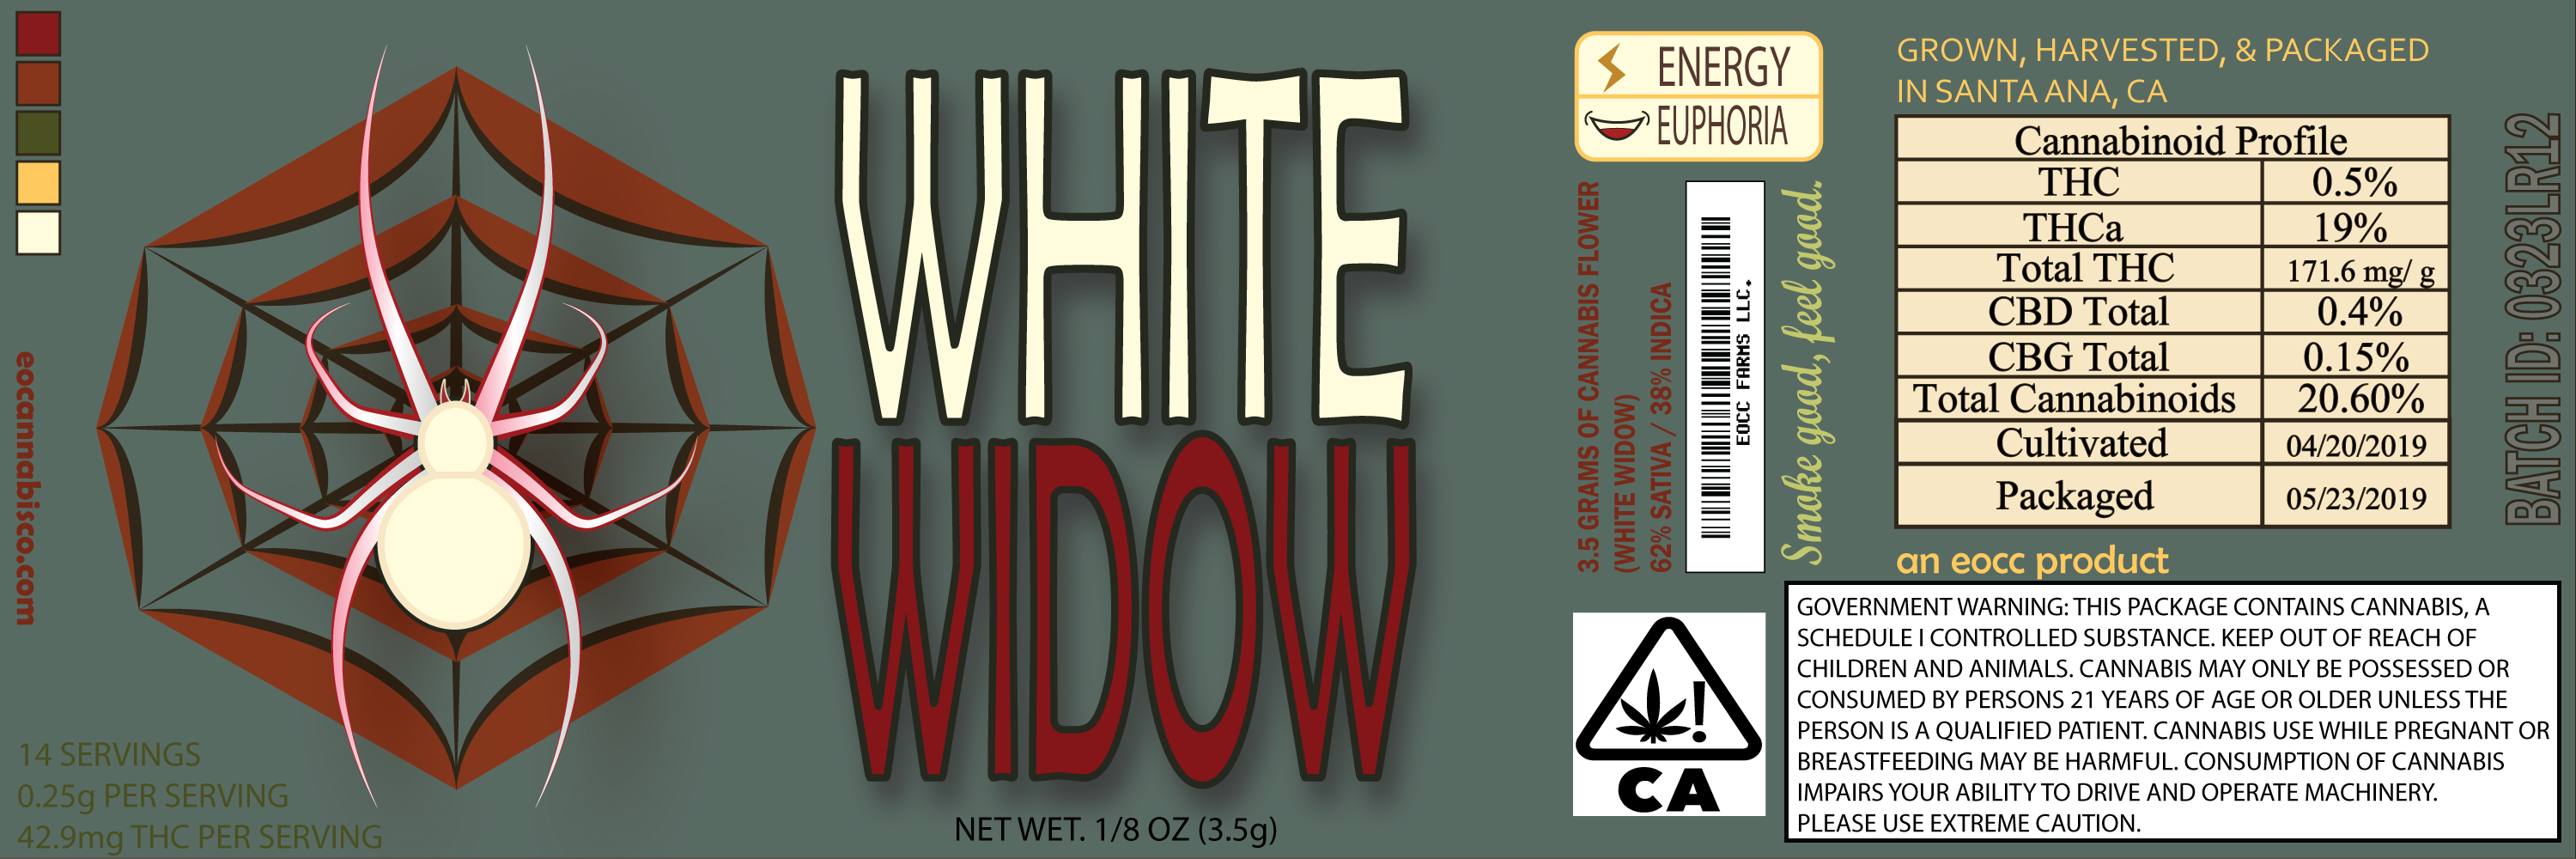 eocannabisco.com
14 SERVINGS
0.25g PER SERVING
42.9mg THC PER SERVING
WHITE
WIDOW
NET WET. 1/8 OZ (3.5g)
ENERGY
EUPHORIA
3.5 GRAMS OF CANNABIS FLOWER
(WHITE WIDOW)
62% SATIVA / 38% INDICA
EOCC FARMS LLC.
Smoke good, feel good.
CA
GROWN, HARVESTED, & PACKAGED
IN SANTA ANA, CA
Cannabinoid Profile
THC 0.5%
THCa 19%
Total THC 171.6 mg/ g
CBD Total 0.4%
CBG Total 0.15%
Total Cannabinoids 20.60%
Cultivated 04/20/2019
Packaged 05/23/2019
an eocc product
BATCH ID: 0323LR12
GOVERNMENT WARNING: THIS PACKAGE CONTAINS CANNABIS, A
SCHEDULE I CONTROLLED SUBSTANCE. KEEP OUT OF REACH OF
CHILDREN AND ANIMALS. CANNABIS MAY ONLY BE POSSESSED OR
CONSUMED BY PERSONS 21 YEARS OF AGE OR OLDER UNLESS THE
PERSON IS A QUALIFIED PATIENT. CANNABIS USE WHILE PREGNANT OR
BREASTFEEDING MAY BE HARMFUL. CONSUMPTION OF CANNABIS
IMPAIRS YOUR ABILITY TO DRIVE AND OPERATE MACHINERY.
PLEASE USE EXTREME CAUTION.